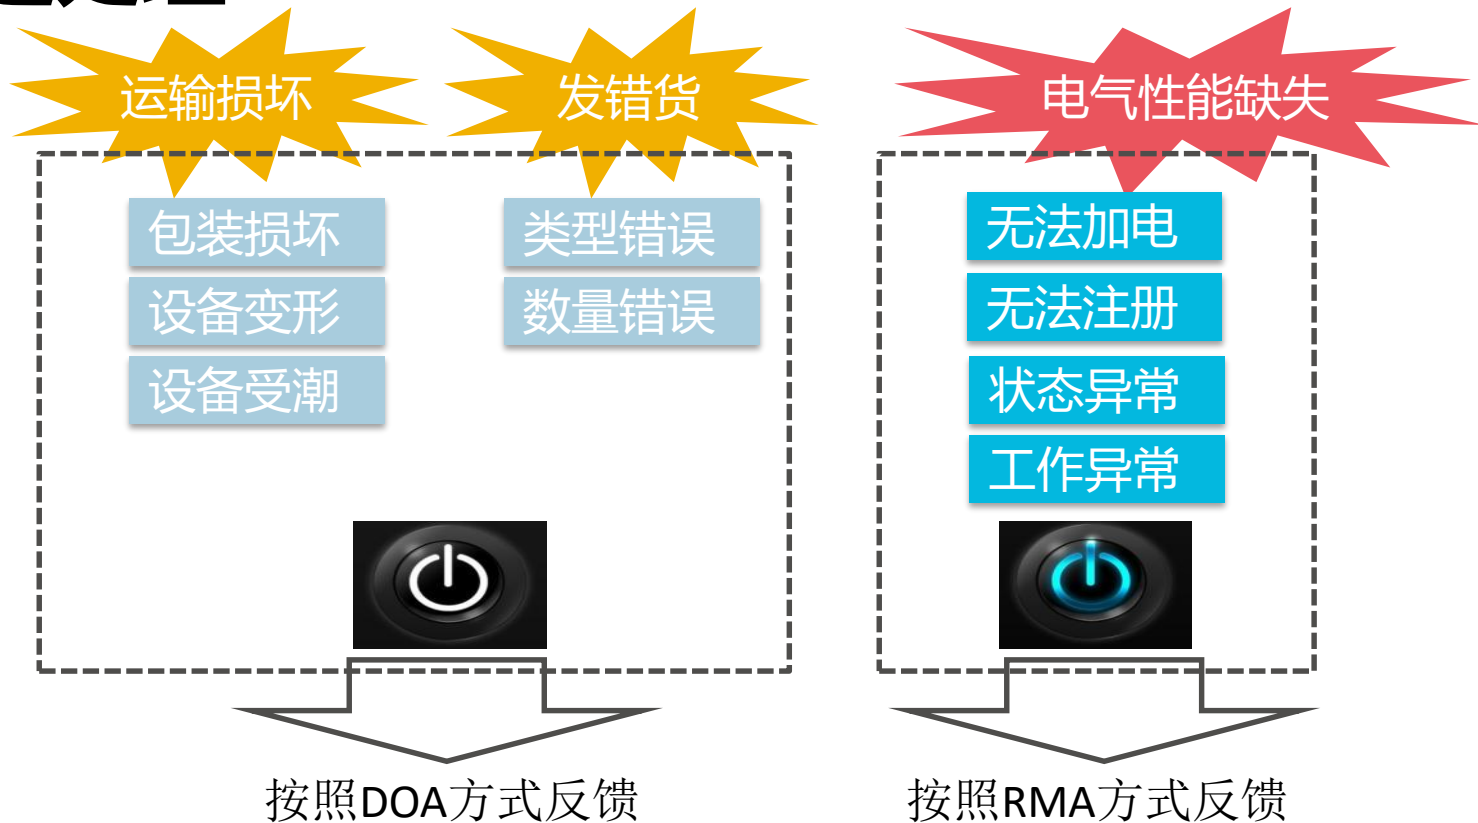 运输损坏
发错货
电气性能缺失
包装损坏
设备变形
设备受潮
类型错误
数量错误
无法加电
无法注册
状态异常
工作异常
按照DOA方式反馈
按照RMA方式反馈